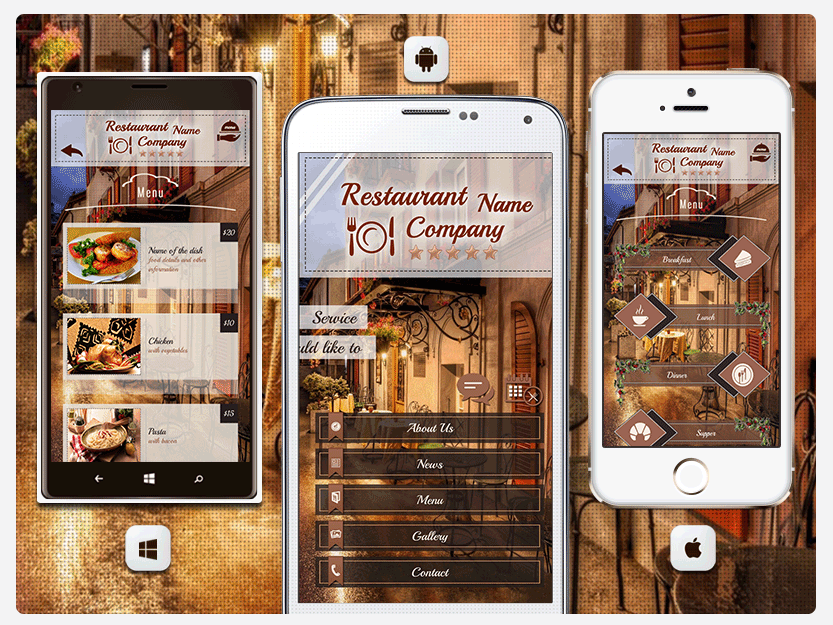 Restaurant Name
Company
Menu
$20
Name of the dish
food details and other
information
$10
Chicken
with vegetables
$15
Pasta
with bacon
Restaurant Name
Company
Service
uld like to
About Us
News
Menu
Gallery
Contact
Restaurant Name
Company
Menu
Breakfast
Lunch
Dinner
Supper